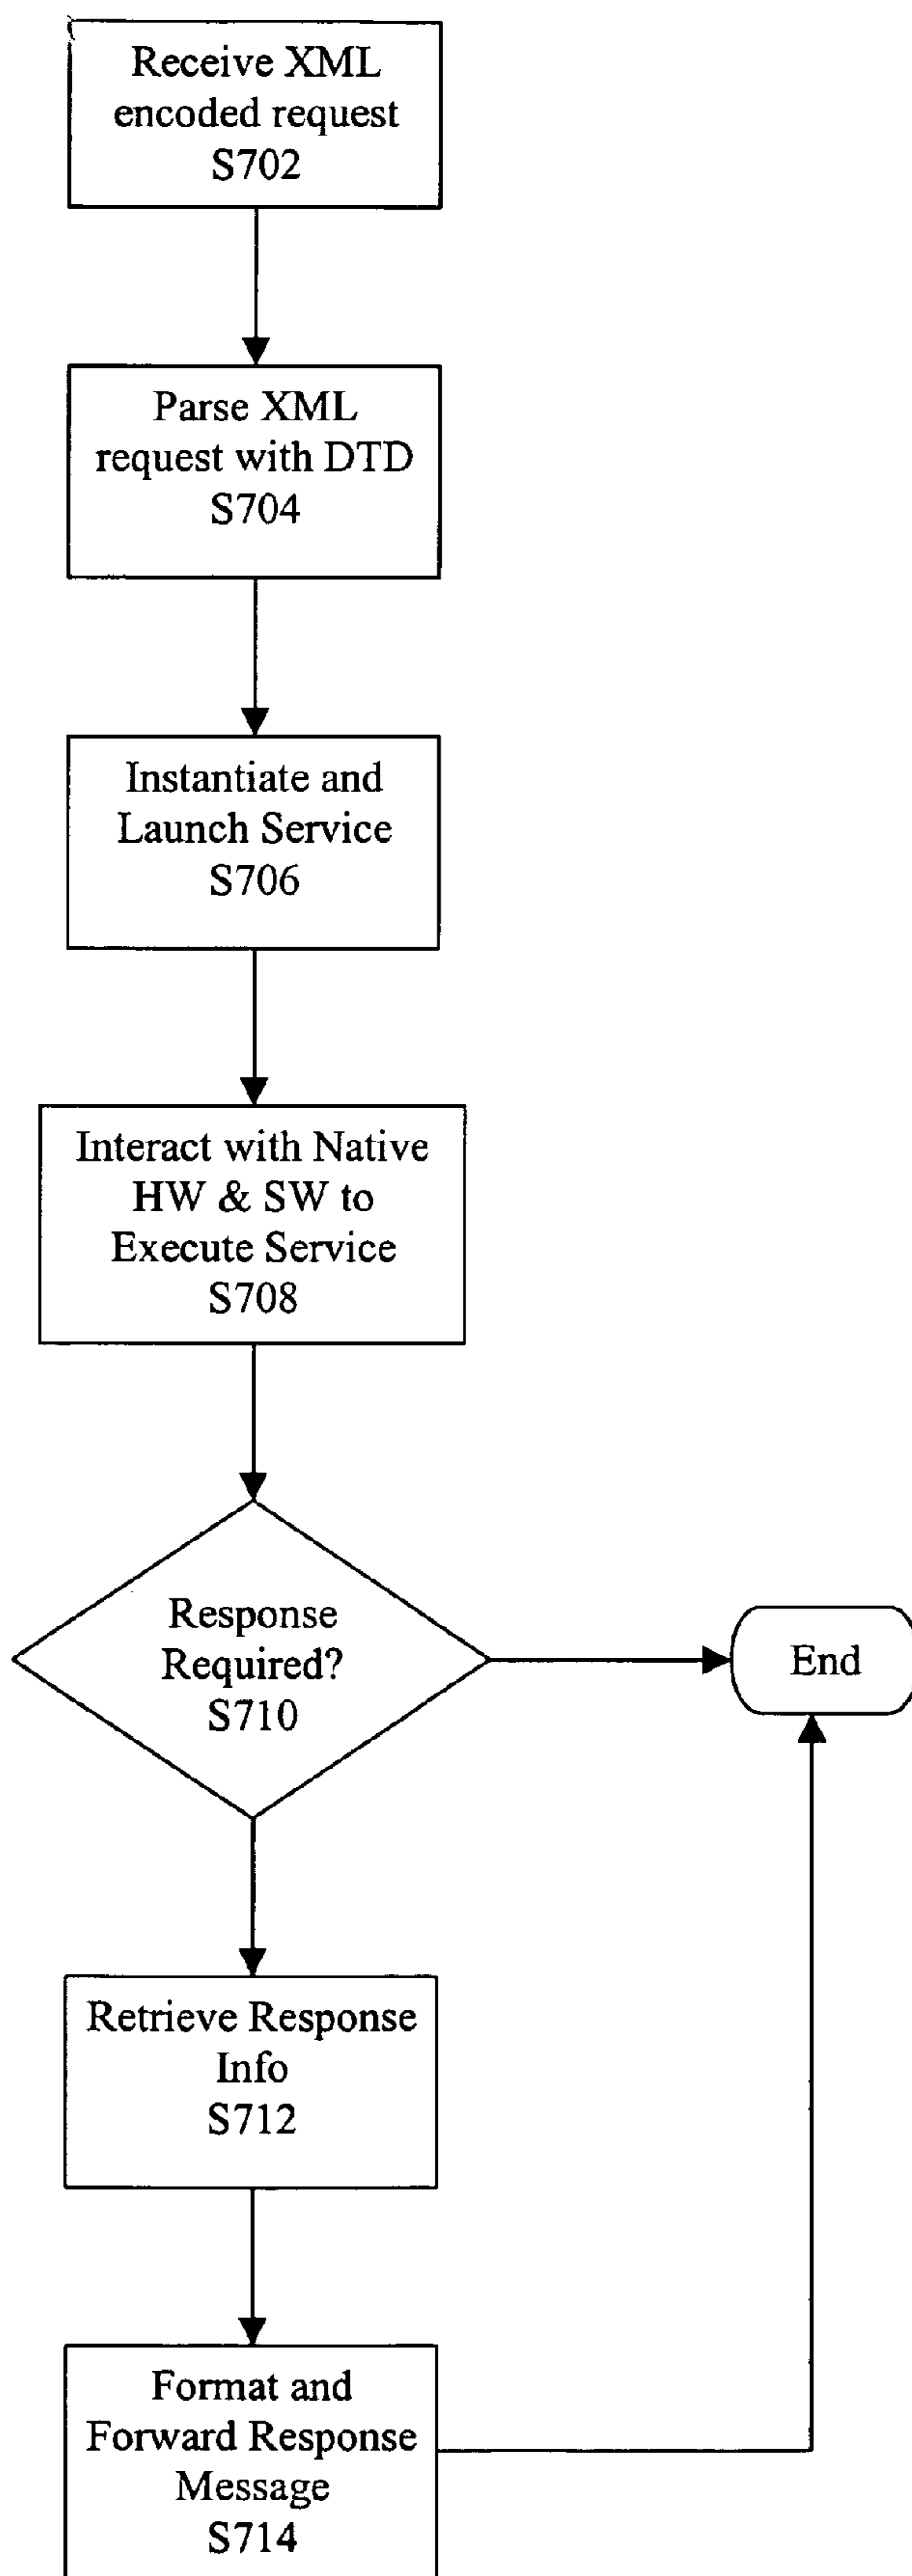 Receive XML
encoded request
S702
Parse XML
request with DTD
S704
Instantiate and
Launch Service
S706
Interact with Native
HW & SW to
Execute Service
S708
Response
Required?
S710
End
Retrieve Response
Info
S712
Format and
Forward Response
Message
S714